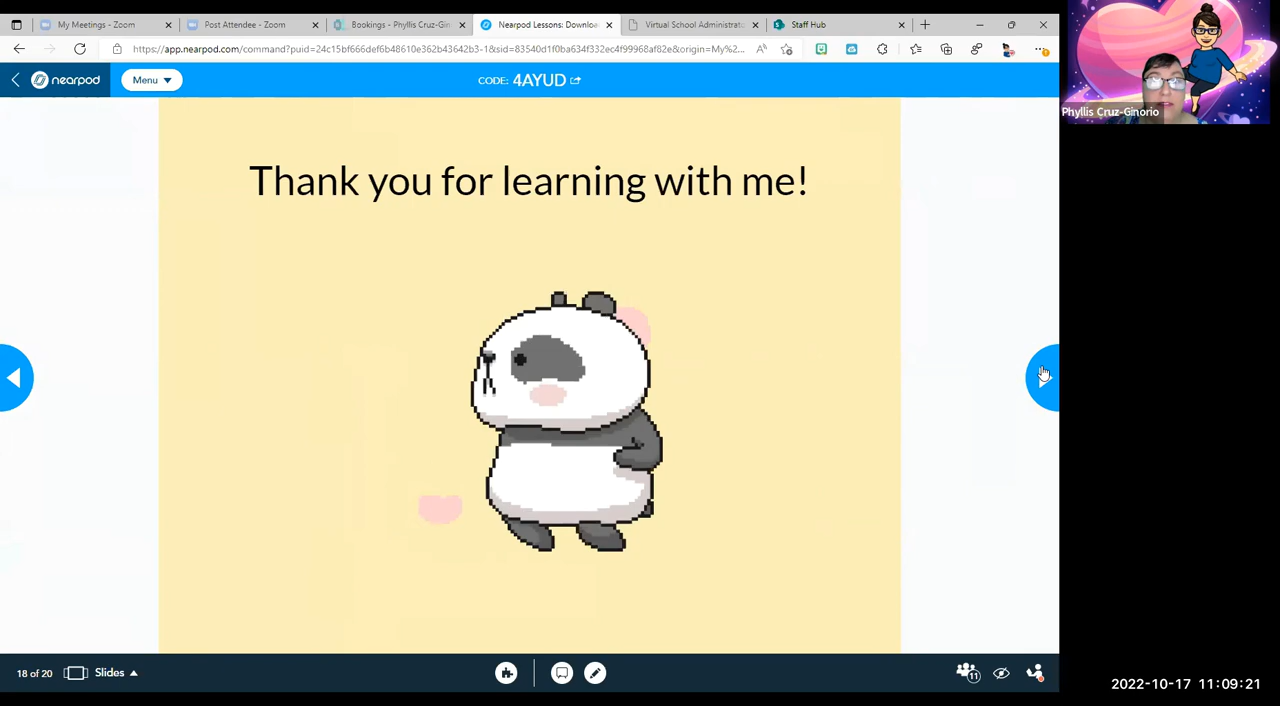 My Meetings - Zoom
Post Attendee - Zoom
Bookings - Phyllis Cruz-Gin
Nearpod Lessons: Downloa
Virtual School Administrat
Staff Hub
https://app.nearpod.com/command?puid=24c15bf666def6b48610e362b43642b3-1&sid=83540d1f0ba634f332ec4f99968af82e&origin=My%2...
nearpod
Menu
CODE: 4AYUD
Phyllis Cruz-Ginorio
Thank you for learning with me!
18 of 20
Slides
11
2022-10-17 11:09:21